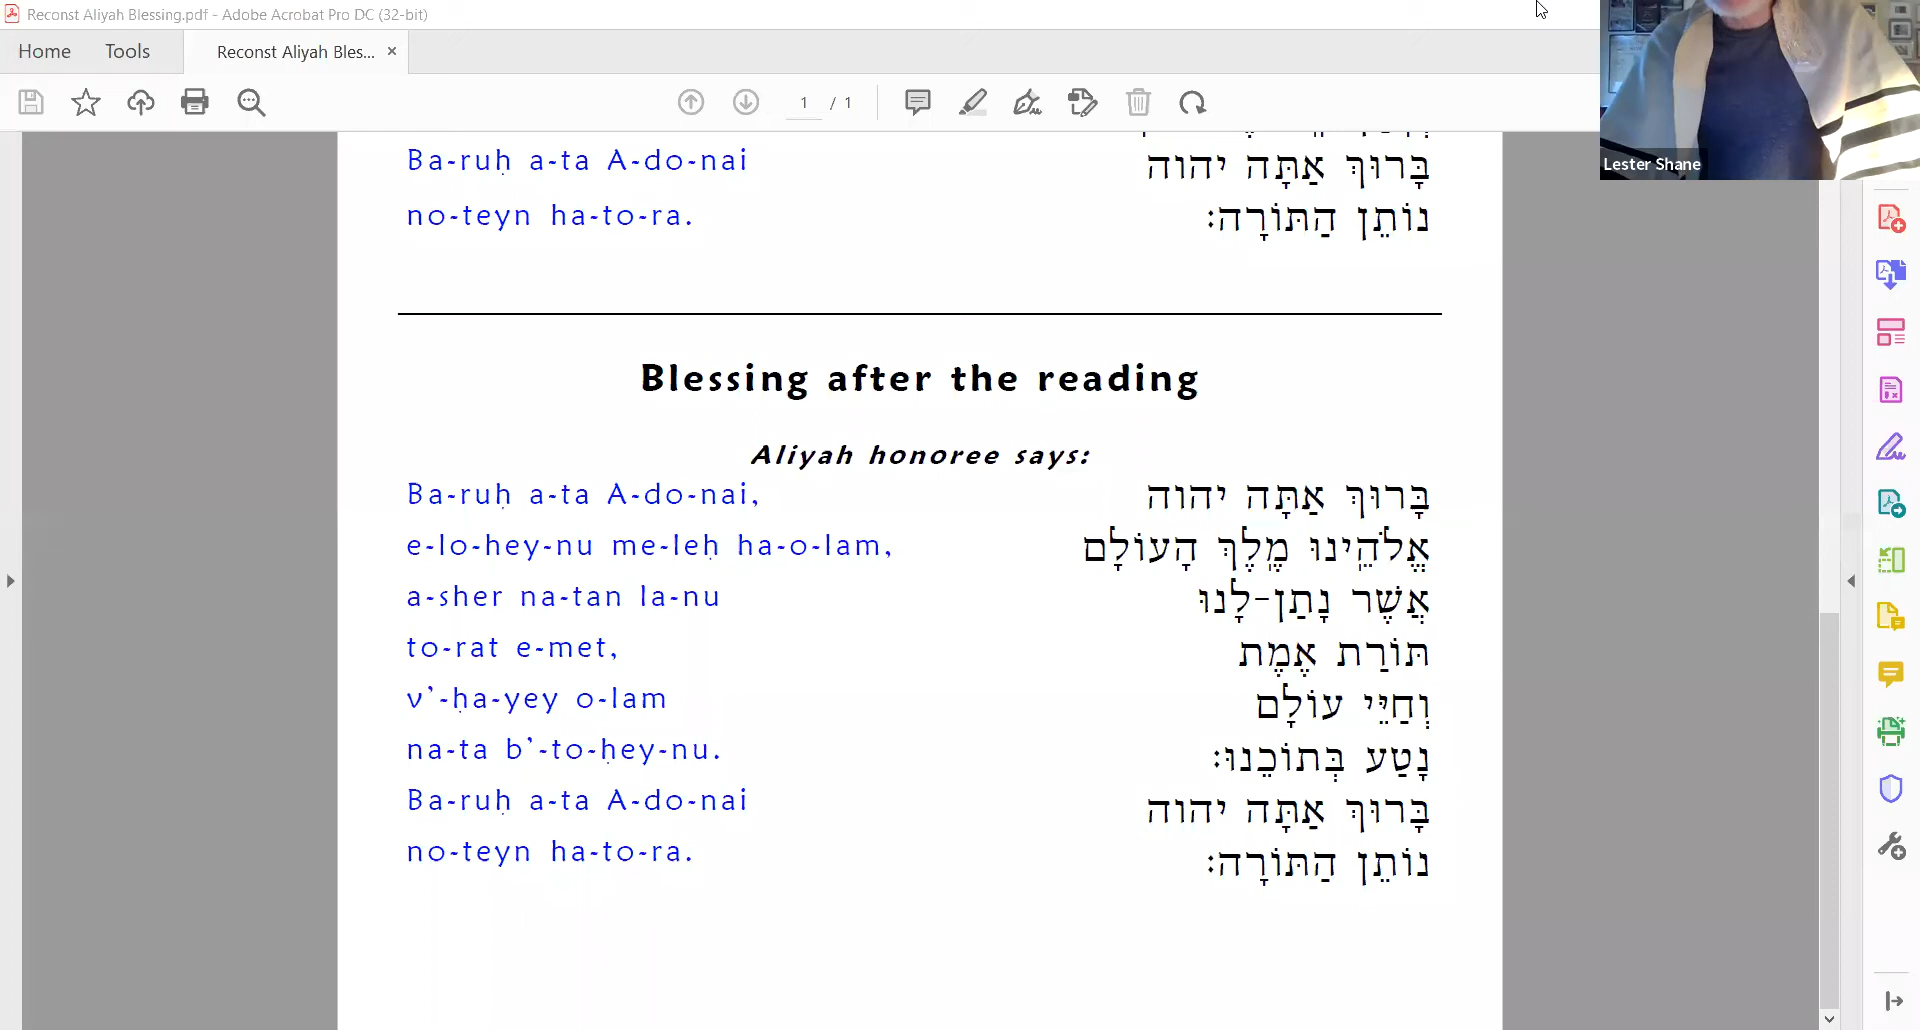 Reconst Aliyah Blessing.pdf - Adobe Acrobat Pro DC (32-bit)
Home Tools Reconst Aliyah Bles... ×
1 / 1
Lester Shane
Ba-ruḥ a-ta A-do-nai
בָּרוּךְ אַתָּה יהוה
no-teyn ha-to-ra.
נוֹתֵן הַתּוֹרָה׃
Blessing after the reading
Aliyah honoree says:
Ba-ruḥ a-ta A-do-nai,
בָּרוּךְ אַתָּה יהוה
e-lo-hey-nu me-leḥ ha-o-lam,
אֱלֹהֵֽינוּ מֶֽלֶךְ הָעוֹלָם
a-sher na-tan la-nu
אֲשֶׁר נָתַן-לָנוּ
to-rat e-met,
תּוֹרַת אֱמֶת
v’-ḥa-yey o-lam
וְחַיֵּי עוֹלָם
na-ta b’-to-ḥey-nu.
נָטַע בְּתוֹכֵנוּ׃
Ba-ruḥ a-ta A-do-nai
בָּרוּךְ אַתָּה יהוה
no-teyn ha-to-ra.
נוֹתֵן הַתּוֹרָה׃